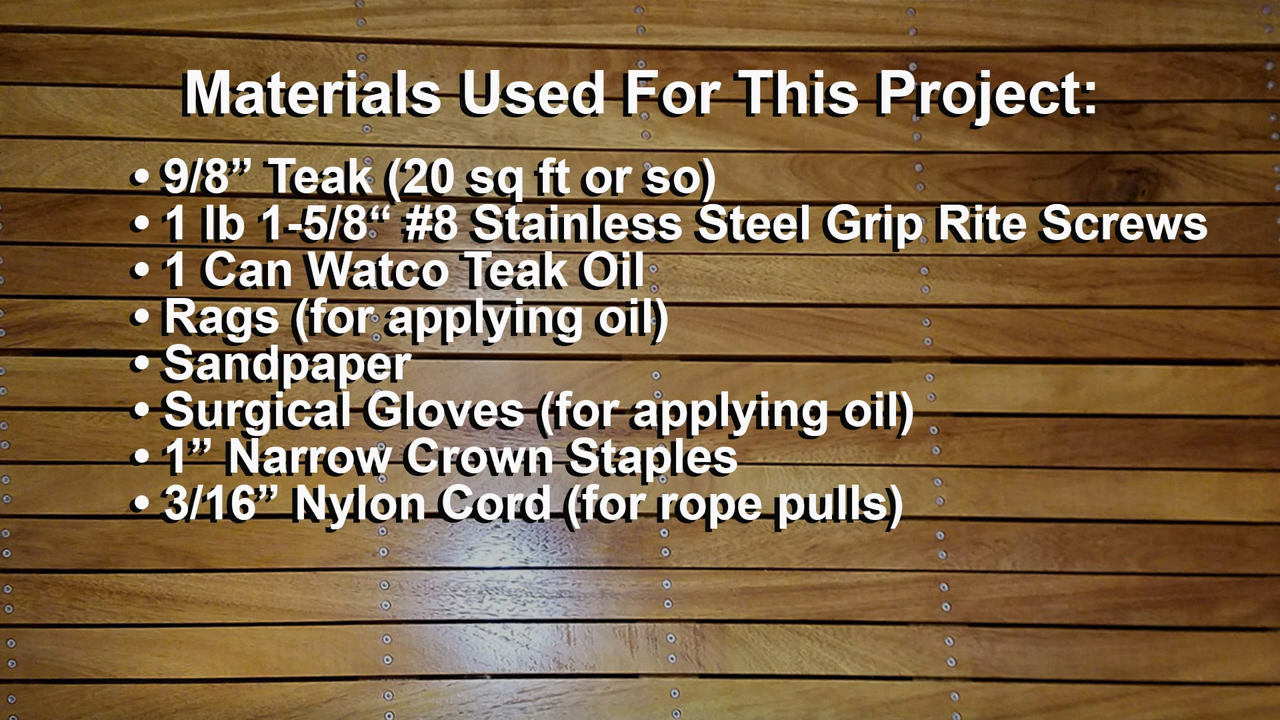 Materials Used For This Project:
• 9/8” Teak (20 sq ft or so)
• 1 lb 1-5/8“ #8 Stainless Steel Grip Rite Screws
• 1 Can Watco Teak Oil
• Rags (for applying oil)
• Sandpaper
• Surgical Gloves (for applying oil)
• 1” Narrow Crown Staples
• 3/16” Nylon Cord (for rope pulls)